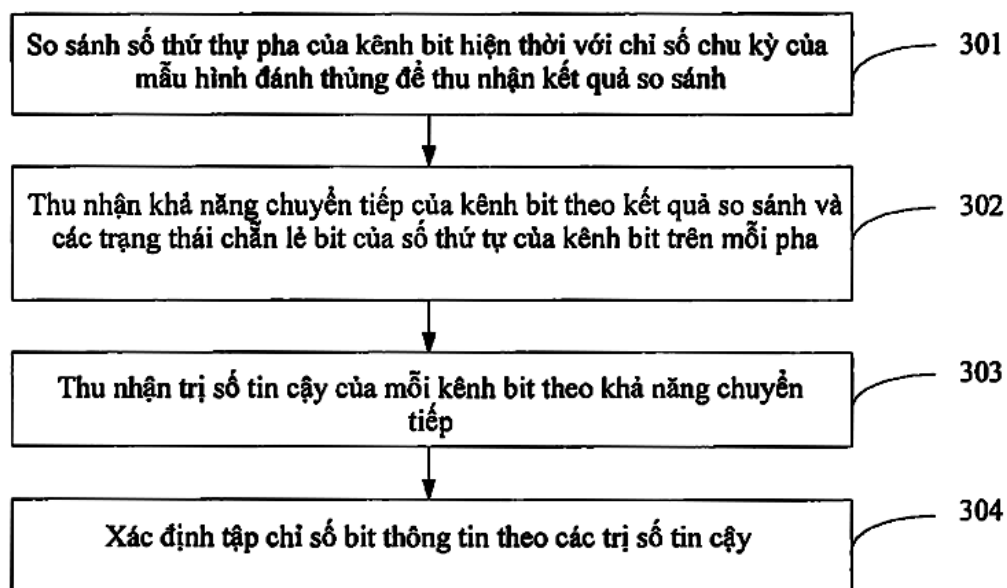 So sánh số thứ thự pha của kênh bit hiện thời với chỉ số chu kỳ của
mẫu hình đánh thủng để thu nhận kết quả so sánh
301
Thu nhận khả năng chuyển tiếp của kênh bit theo kết quả so sánh và
các trạng thái chẵn lẻ bit của số thứ tự của kênh bit trên mỗi pha
302
Thu nhận trị số tin cậy của mỗi kênh bit theo khả năng chuyển
tiếp
303
Xác định tập chỉ số bit thông tin theo các trị số tin cậy
304